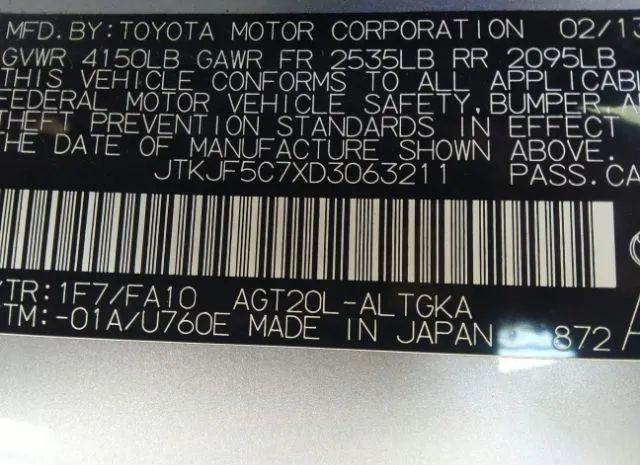 MFD.BY:TOYOTA MOTOR CORPORATION 02/13
GVWR 4150LB GAWR FR 2535LB RR 2095LB
THIS VEHICLE CONFORMS TO ALL APPLICABL
FEDERAL MOTOR VEHICLE SAFETY, BUMPER AN
THEFT PREVENTION STANDARDS IN EFFECT
THE DATE OF MANUFACTURE SHOWN ABOVE.
JTKJF5C7XD3063211 PASS.CA
/TR:1F7/FA10 AGT20L-ALTGKA
/TM:-01A/U760E MADE IN JAPAN 872